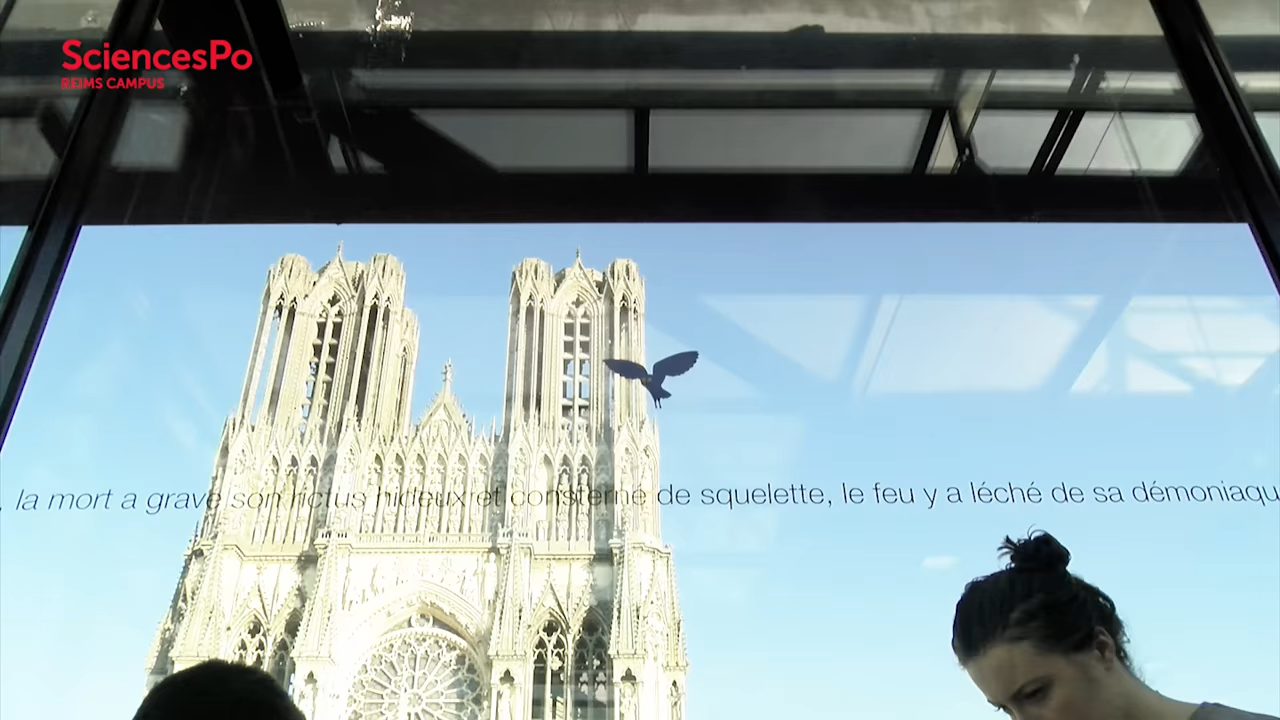 SciencesPo
REIMS CAMPUS
, la mort a gravé son rictus hideux et consterné de squelette, le feu y a léché de sa démoniaqu